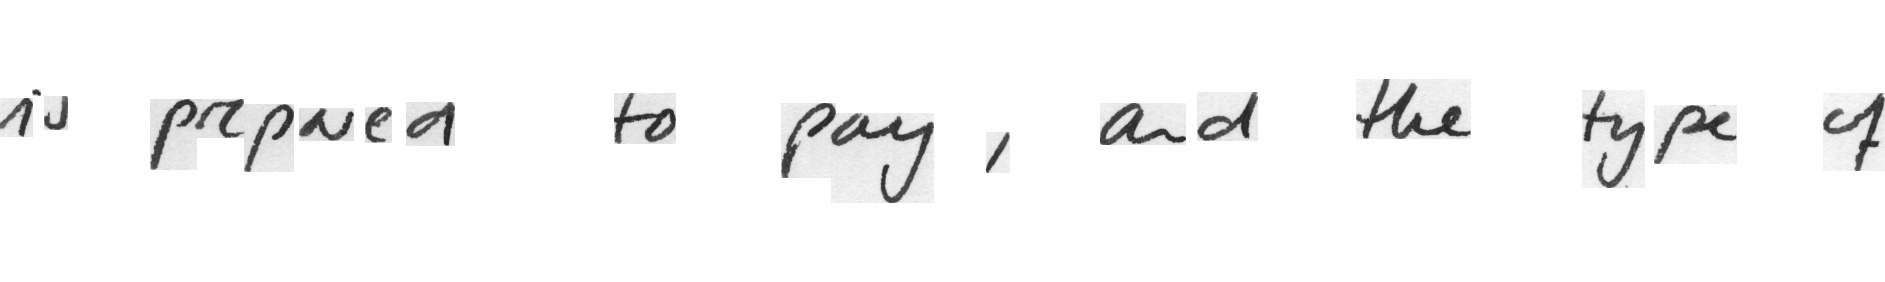 is prepared to pay, and the type of